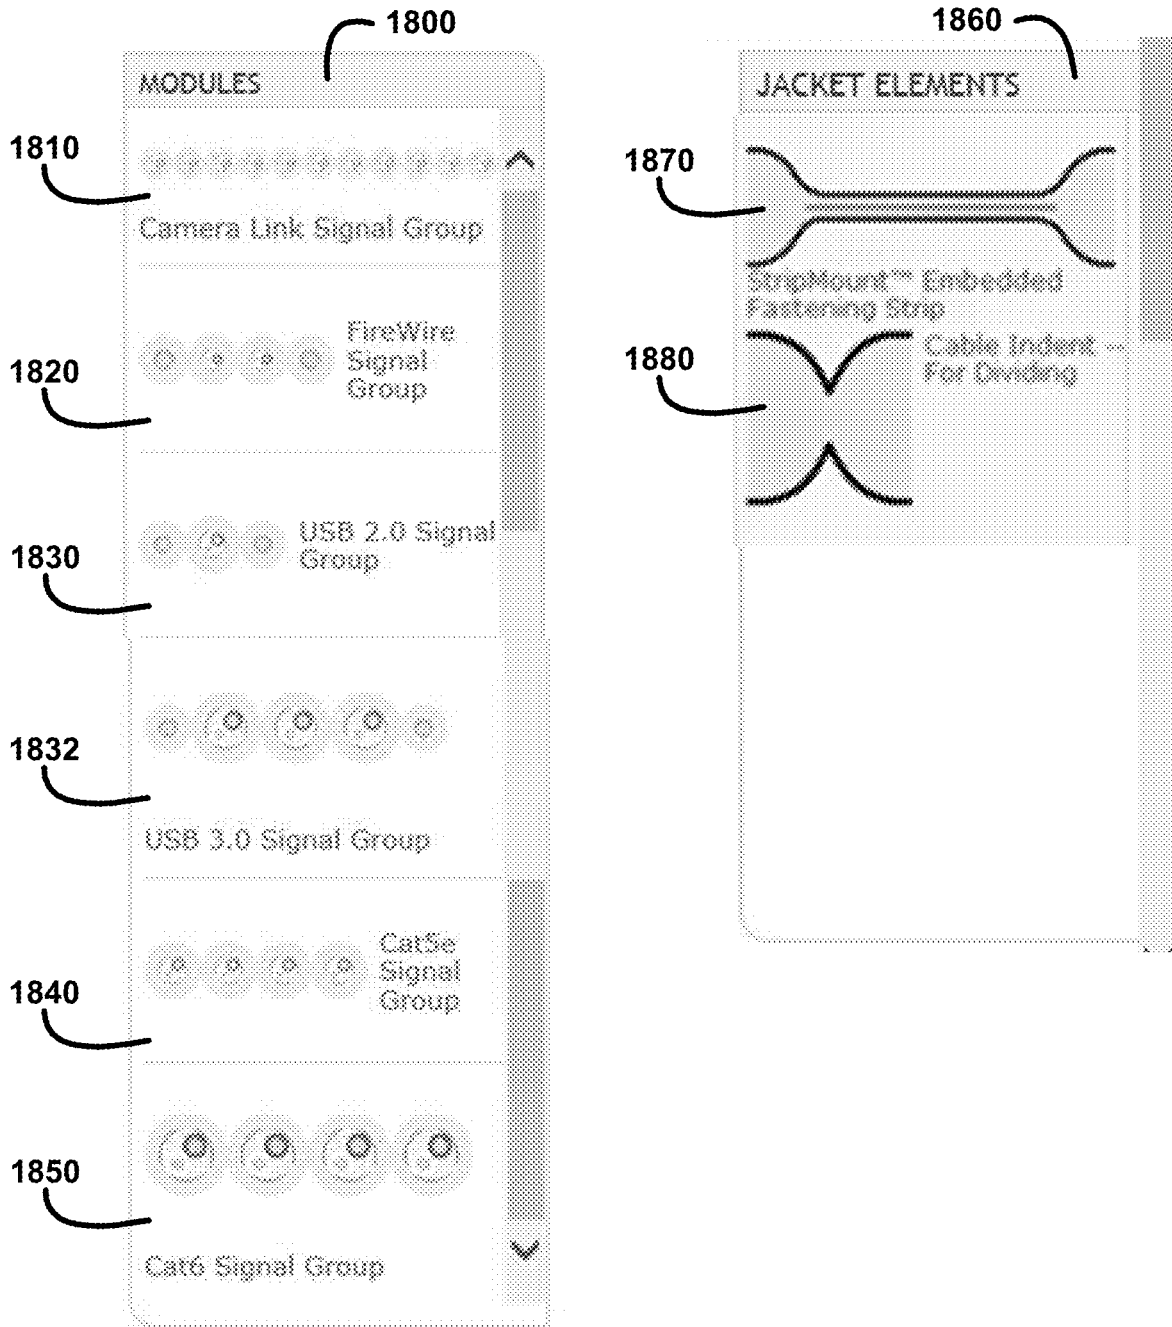 1800
MODULES
1810
Camera Link Signal Group
1820
FireWire
Signal
Group
1830
USB 2.0 Signal
Group
1832
USB 3.0 Signal Group
1840
Cat5e
Signal
Group
1850
Cat6 Signal Group
1860
JACKET ELEMENTS
1870
StripMount™ Embedded
Fastening Strip
1880
Cable Indent --
For Dividing